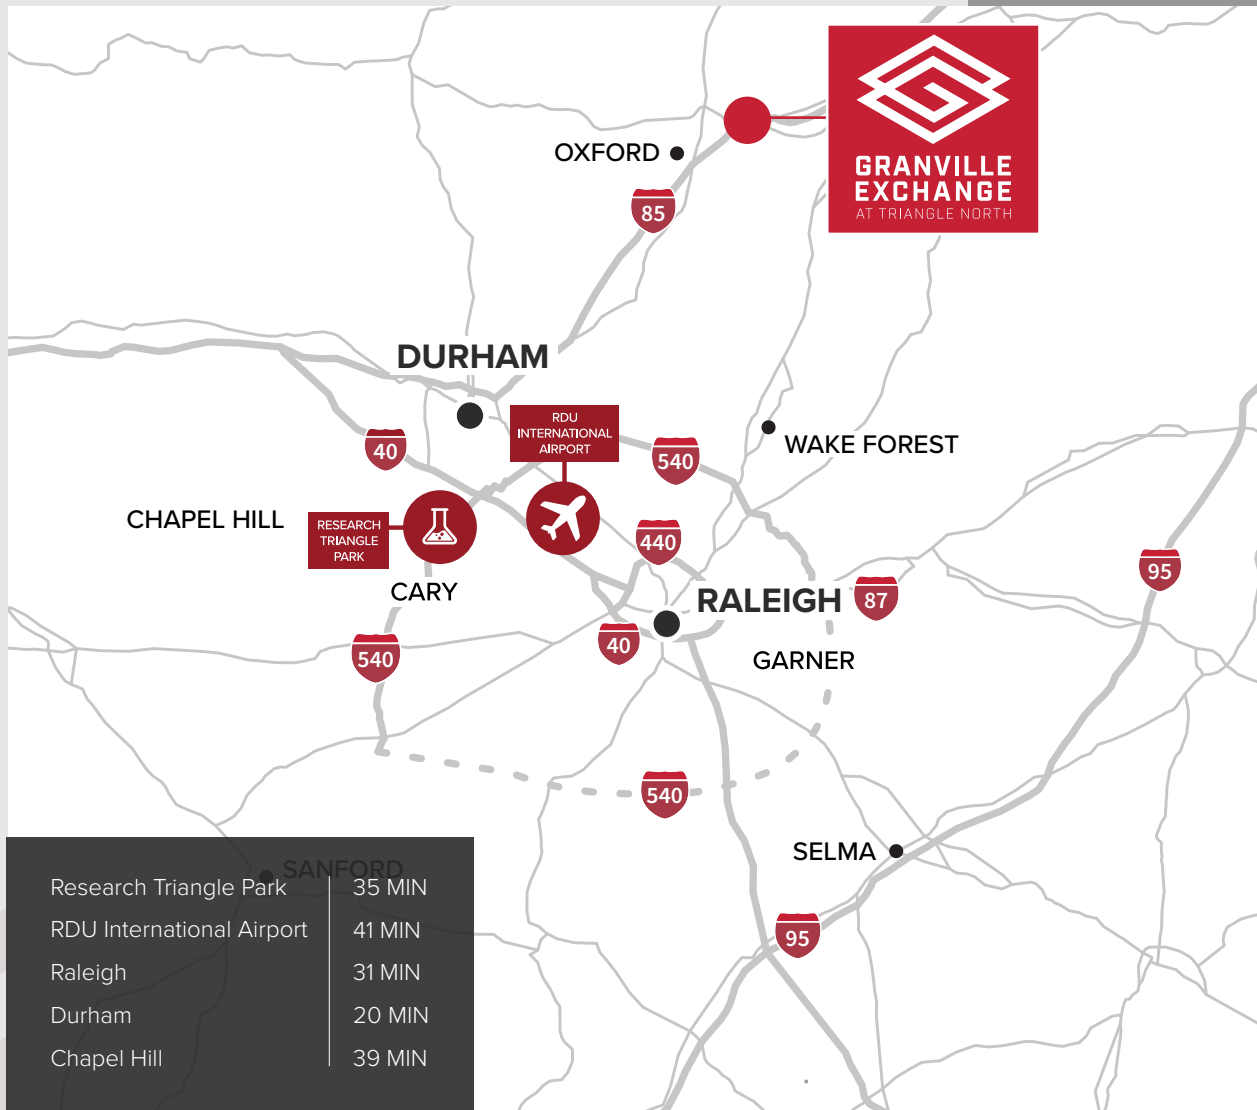 GRANVILLE
EXCHANGE
AT TRIANGLE NORTH
OXFORD
85
DURHAM
RDU
INTERNATIONAL
AIRPORT
40
540
WAKE FOREST
CHAPEL HILL
RESEARCH
TRIANGLE
PARK
440
95
CARY
RALEIGH
87
40
540
GARNER
540
SELMA
SANFORD
95
Research Triangle Park 35 MIN
RDU International Airport 41 MIN
Raleigh 31 MIN
Durham 20 MIN
Chapel Hill 39 MIN